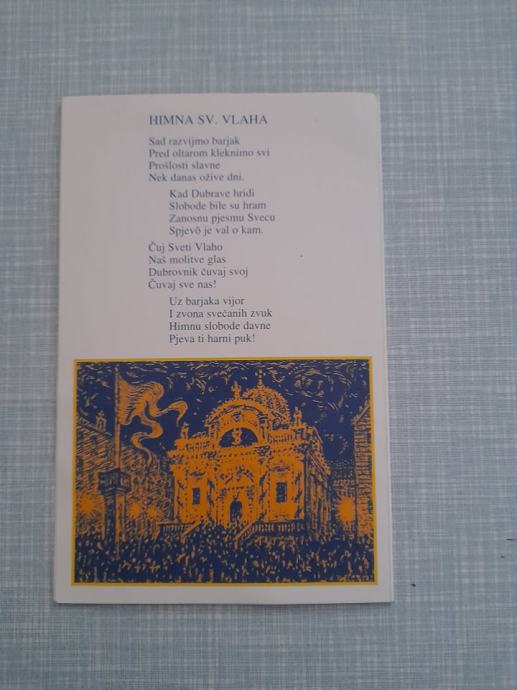 HIMNA SV. VLAHA
Sad razvijmo barjak
Pred oltarom kleknimo svi
Prošlosti slavne
Nek danas ožive dni.
Kad Dubrave hridi
Slobode bile su hram
Zanosnu pjesmu Svecu
Spjevô je val o kam.
Čuj Sveti Vlaho
Naš molitve glas
Dubrovnik čuvaj svoj
Čuvaj sve nas!
Uz barjaka vijor
I zvona svečanih zvuk
Himnu slobode davne
Pjeva ti harni puk!